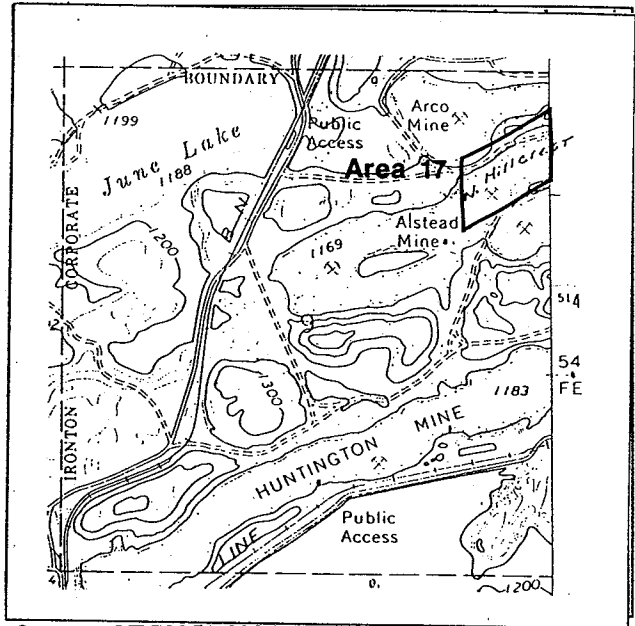 BOUNDARY
1199
June Lake
1188
Public
Access
Arco
Mine
Area 17
N. Hillcrest
CORPORATE
1200
B N
1169
Alstead
Mine
514
54
FE
1183
1300
IRONTON
HUNTINGTON MINE
Public
Access
LINE
1200